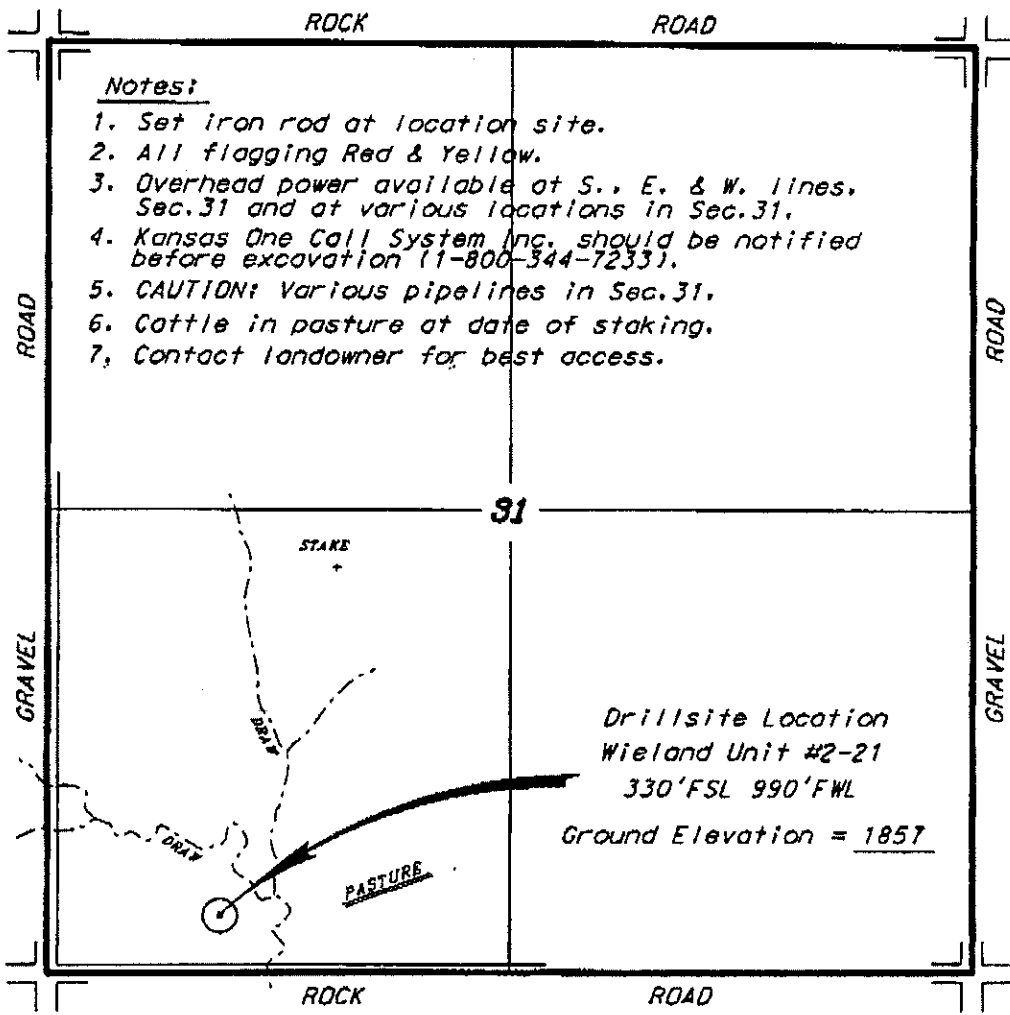 ROCK ROAD
Notes:
1. Set iron rod at location site.
2. All flagging Red & Yellow.
3. Overhead power available at S., E. & W. lines,
Sec.31 and at various locations in Sec.31.
4. Kansas One Call System Inc. should be notified
before excavation (1-800-344-7233).
5. CAUTION: Various pipelines in Sec.31.
6. Cattle in pasture at date of staking.
7. Contact landowner for best access.
ROAD
ROAD
31
STAKE
GRAVEL
GRAVEL
DRAW
Drillsite Location
Wieland Unit #2-21
330'FSL 990'FWL
Ground Elevation = 1857
DRAW
PASTURE
ROCK ROAD